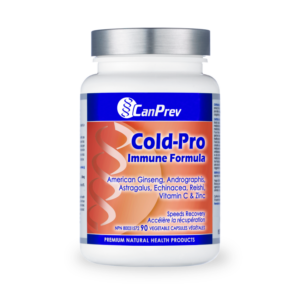 CanPrev
Cold-Pro
Immune Formula
American Ginseng, Andrographis,
Astragalus, Echinacea, Reishi,
Vitamin C & Zinc
Speeds Recovery
Accélère la récupération
90 VEGETABLE CAPSULES
PREMIUM NATURAL HEALTH PRODUCTS